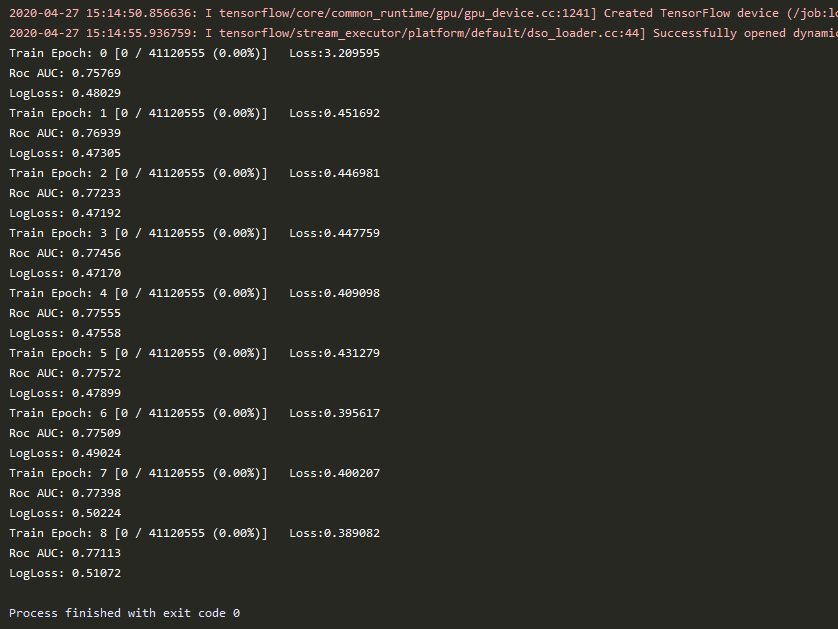 2020-04-27 15:14:50.856636: I tensorflow/core/common_runtime/gpu/gpu_device.cc:1241] Created TensorFlow device (/job:lo
2020-04-27 15:14:55.936759: I tensorflow/stream_executor/platform/default/dso_loader.cc:44] Successfully opened dynamic
Train Epoch: 0 [0 / 41120555 (0.00%)]   Loss:3.209595
Roc AUC: 0.75769
LogLoss: 0.48029
Train Epoch: 1 [0 / 41120555 (0.00%)]   Loss:0.451692
Roc AUC: 0.76939
LogLoss: 0.47305
Train Epoch: 2 [0 / 41120555 (0.00%)]   Loss:0.446981
Roc AUC: 0.77233
LogLoss: 0.47192
Train Epoch: 3 [0 / 41120555 (0.00%)]   Loss:0.447759
Roc AUC: 0.77456
LogLoss: 0.47170
Train Epoch: 4 [0 / 41120555 (0.00%)]   Loss:0.409098
Roc AUC: 0.77555
LogLoss: 0.47558
Train Epoch: 5 [0 / 41120555 (0.00%)]   Loss:0.431279
Roc AUC: 0.77572
LogLoss: 0.47899
Train Epoch: 6 [0 / 41120555 (0.00%)]   Loss:0.395617
Roc AUC: 0.77509
LogLoss: 0.49024
Train Epoch: 7 [0 / 41120555 (0.00%)]   Loss:0.400207
Roc AUC: 0.77398
LogLoss: 0.50224
Train Epoch: 8 [0 / 41120555 (0.00%)]   Loss:0.389082
Roc AUC: 0.77113
LogLoss: 0.51072
Process finished with exit code 0